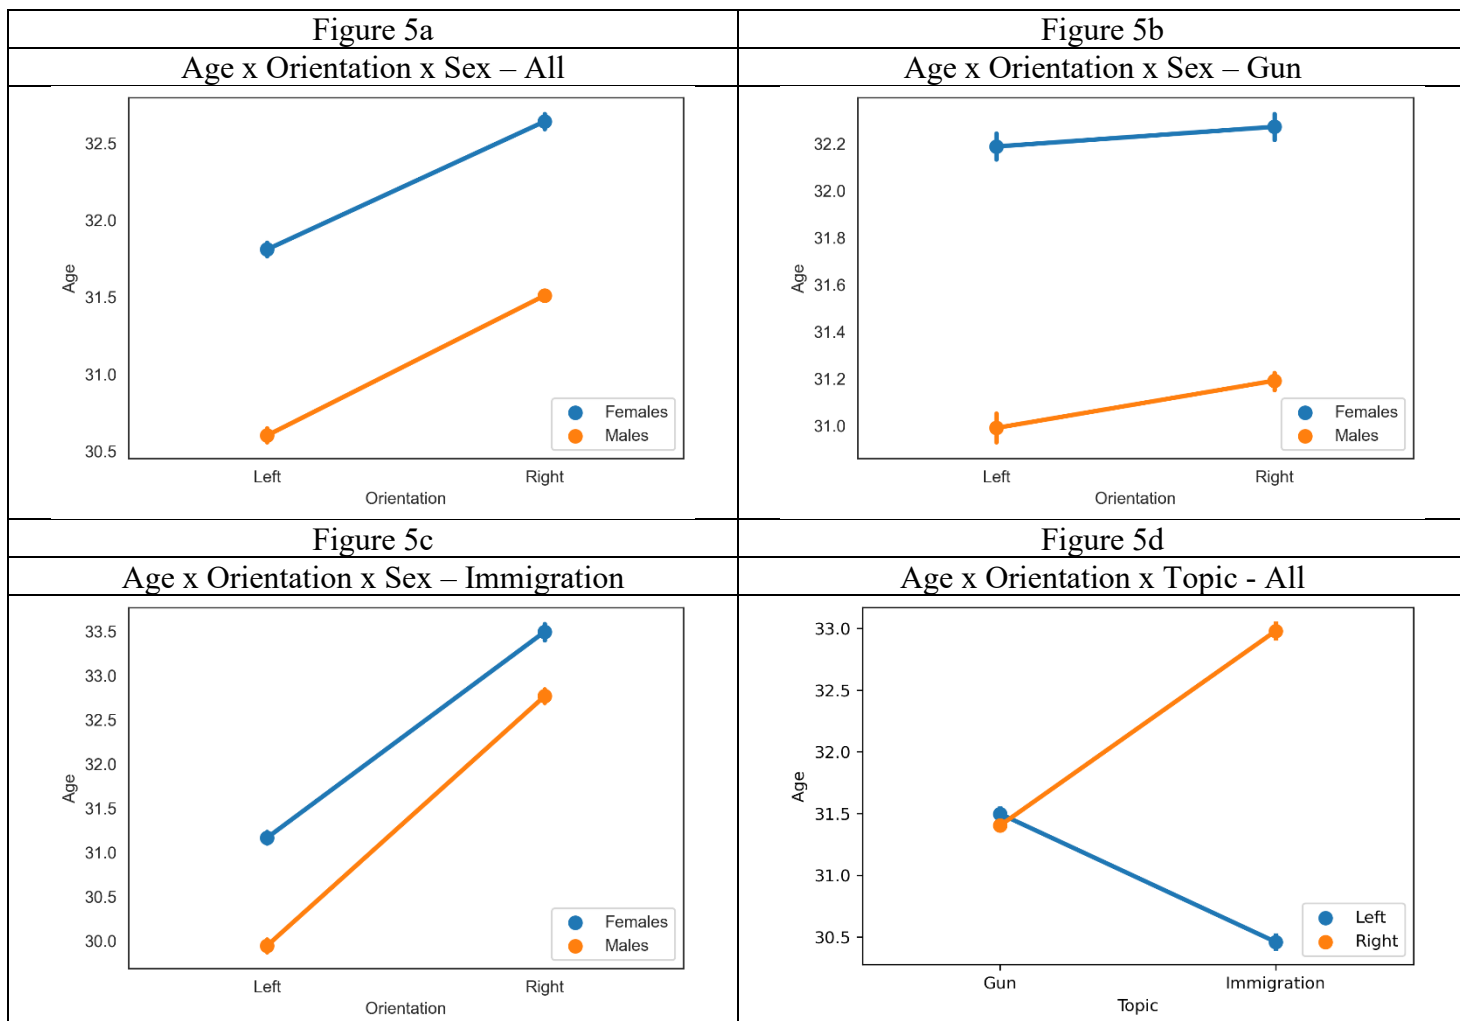 Figure 5a
Figure 5b
Age x Orientation x Sex – All
Age x Orientation x Sex – Gun
32.5
32.0
31.5
31.0
30.5
Age
Left
Right
Orientation
Females
Males
32.2
32.0
31.8
31.6
31.4
31.2
31.0
Age
Left
Right
Orientation
Females
Males
Figure 5c
Figure 5d
Age x Orientation x Sex – Immigration
Age x Orientation x Topic - All
33.5
33.0
32.5
32.0
31.5
31.0
30.5
30.0
Age
Left
Right
Orientation
Females
Males
33.0
32.5
32.0
31.5
31.0
30.5
Age
Gun
Immigration
Topic
Left
Right